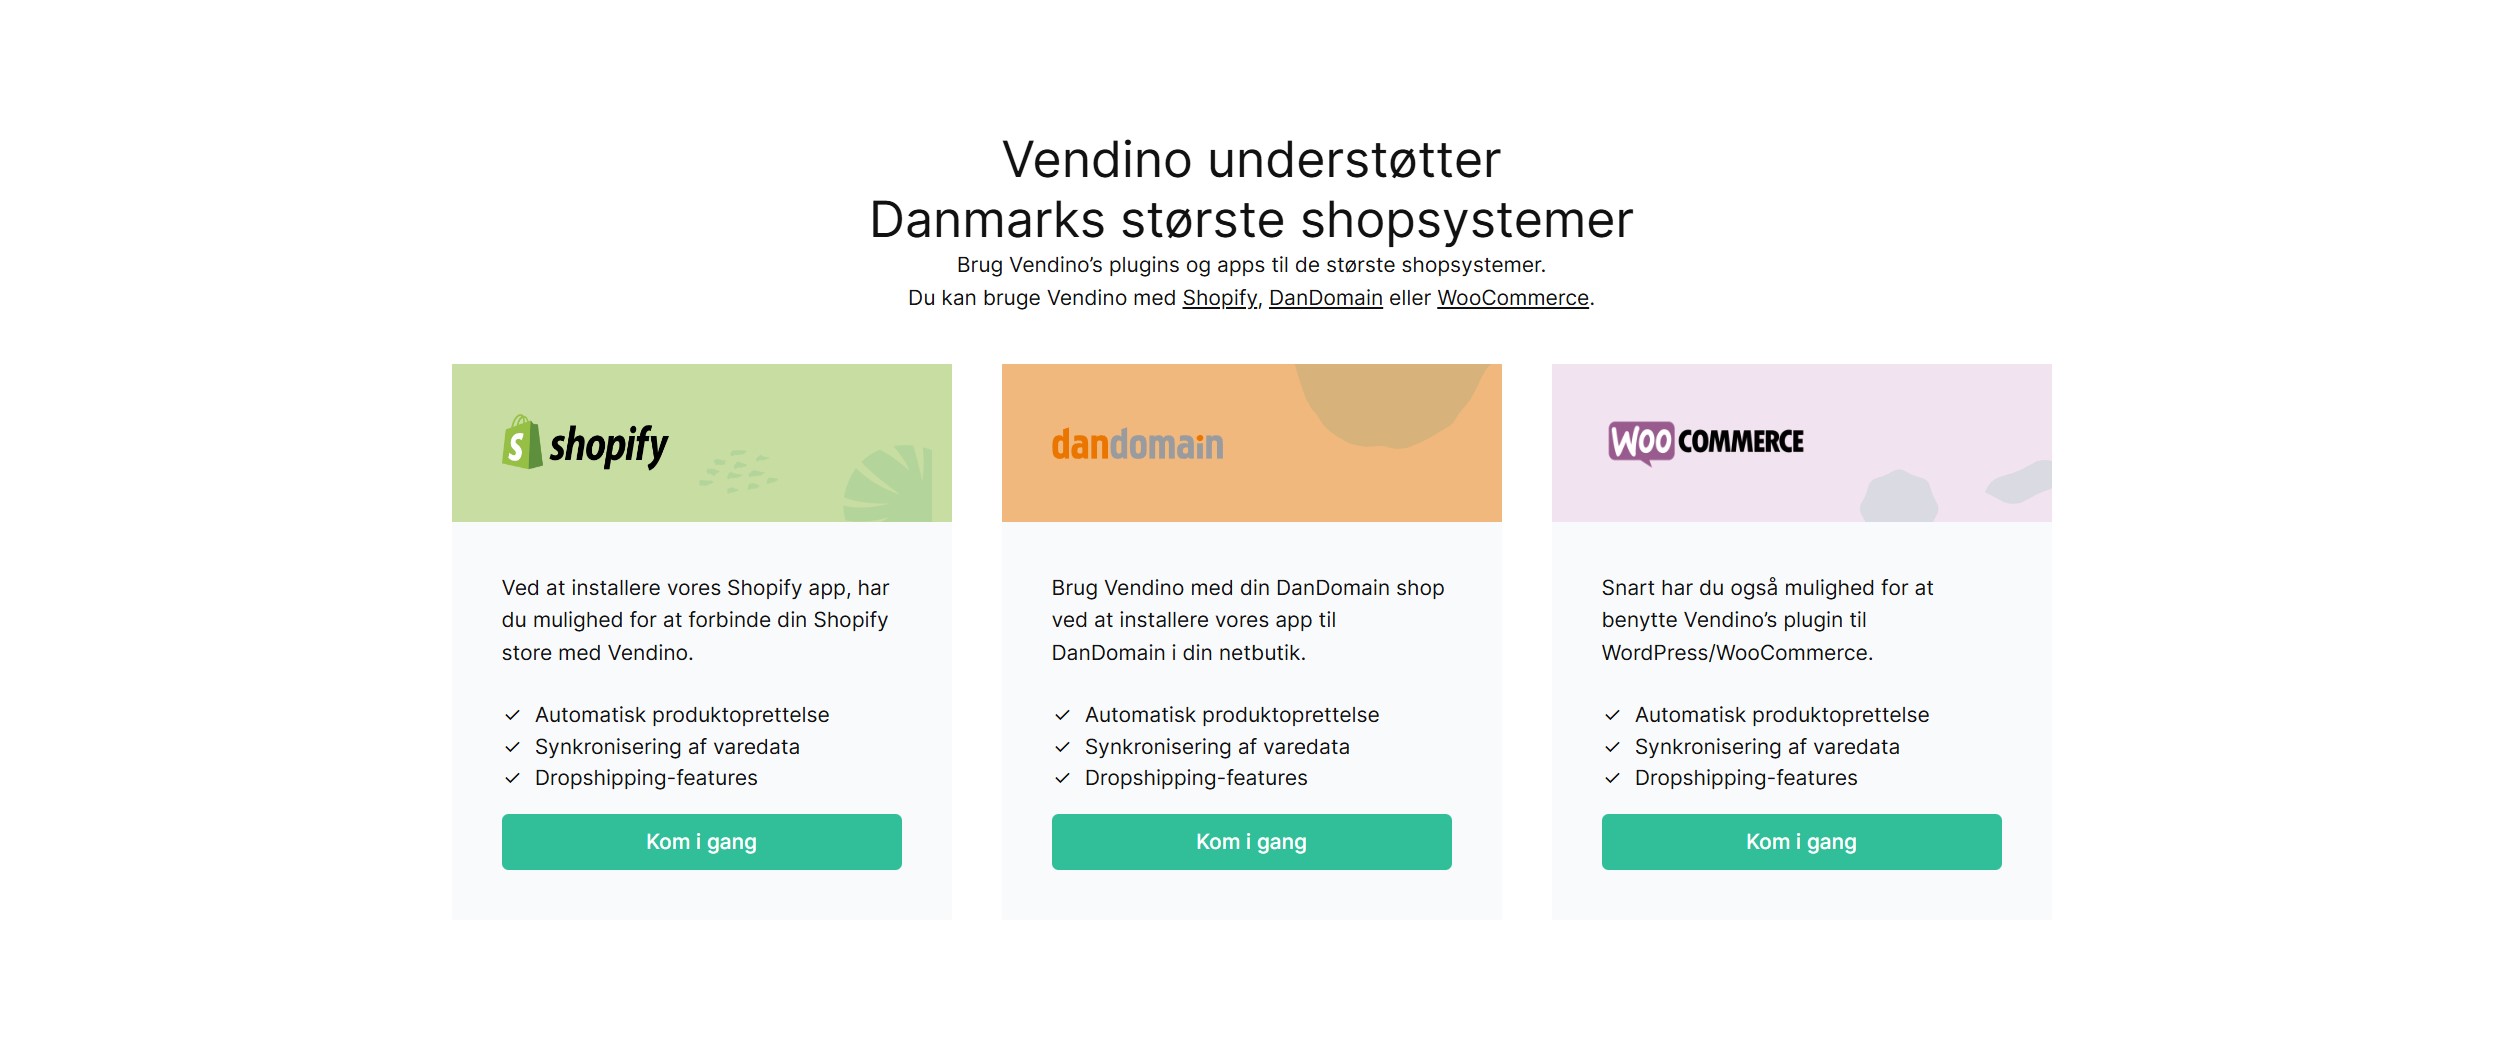 Vendino understøtter
Danmarks største shopsystemer
Brug Vendino’s plugins og apps til de største shopsystemer.
Du kan bruge Vendino med Shopify, DanDomain eller WooCommerce.
shopify
Ved at installere vores Shopify app, har
du mulighed for at forbinde din Shopify
store med Vendino.
Automatisk produktoprettelse
Synkronisering af varedata
Dropshipping-features
Kom i gang
dandomain
Brug Vendino med din DanDomain shop
ved at installere vores app til
DanDomain i din netbutik.
Automatisk produktoprettelse
Synkronisering af varedata
Dropshipping-features
Kom i gang
WOO COMMERCE
Snart har du også mulighed for at
benytte Vendino’s plugin til
WordPress/WooCommerce.
Automatisk produktoprettelse
Synkronisering af varedata
Dropshipping-features
Kom i gang